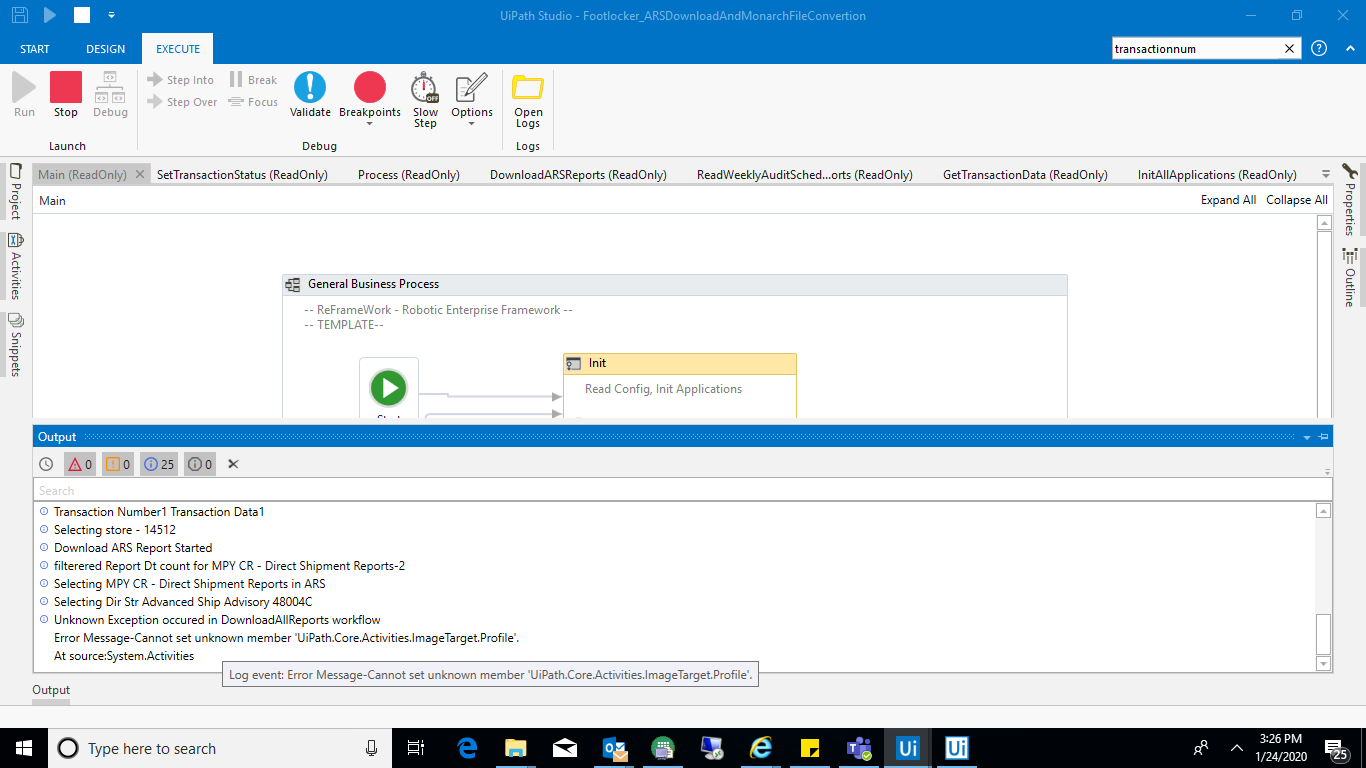 UiPath Studio - Footlocker_ARSDownloadAndMonarchFileConvertion
START
DESIGN
EXECUTE
transactionnum
Run
Stop
Debug
Launch
Step Into
Step Over
Break
Focus
Validate
Breakpoints
Slow Step
OFF
Options
Debug
Open Logs
Logs
Project
Activities
Snippets
Main (ReadOnly)
SetTransactionStatus (ReadOnly)
Process (ReadOnly)
DownloadARSReports (ReadOnly)
ReadWeeklyAuditSched...orts (ReadOnly)
GetTransactionData (ReadOnly)
InitAllApplications (ReadOnly)
Properties
Outline
Main
Expand All
Collapse All
General Business Process
-- ReFrameWork - Robotic Enterprise Framework --
-- TEMPLATE--
Init
Read Config, Init Applications
Output
0
0
25
0
Search
Transaction Number1 Transaction Data1
Selecting store - 14512
Download ARS Report Started
filterered Report Dt count for MPY CR - Direct Shipment Reports-2
Selecting MPY CR - Direct Shipment Reports in ARS
Selecting Dir Str Advanced Ship Advisory 48004C
Unknown Exception occured in DownloadAllReports workflow
Error Message-Cannot set unknown member 'UiPath.Core.Activities.ImageTarget.Profile'.
At source:System.Activities
Log event: Error Message-Cannot set unknown member 'UiPath.Core.Activities.ImageTarget.Profile'.
Output
Type here to search
Ui
Ui
3:26 PM
1/24/2020
25